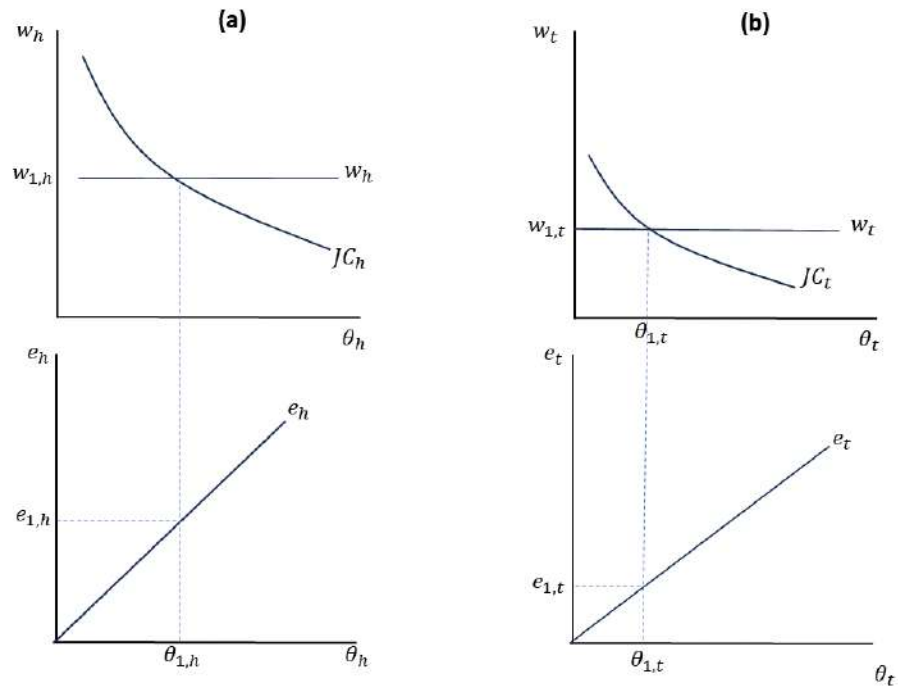 (a)
w_h
w_{1,h}
w_h
JC_h
θ_h
e_h
e_h
e_{1,h}
θ_{1,h}
θ_h
(b)
w_t
w_{1,t}
w_t
JC_t
θ_{1,t}
θ_t
e_t
e_t
e_{1,t}
θ_{1,t}
θ_t